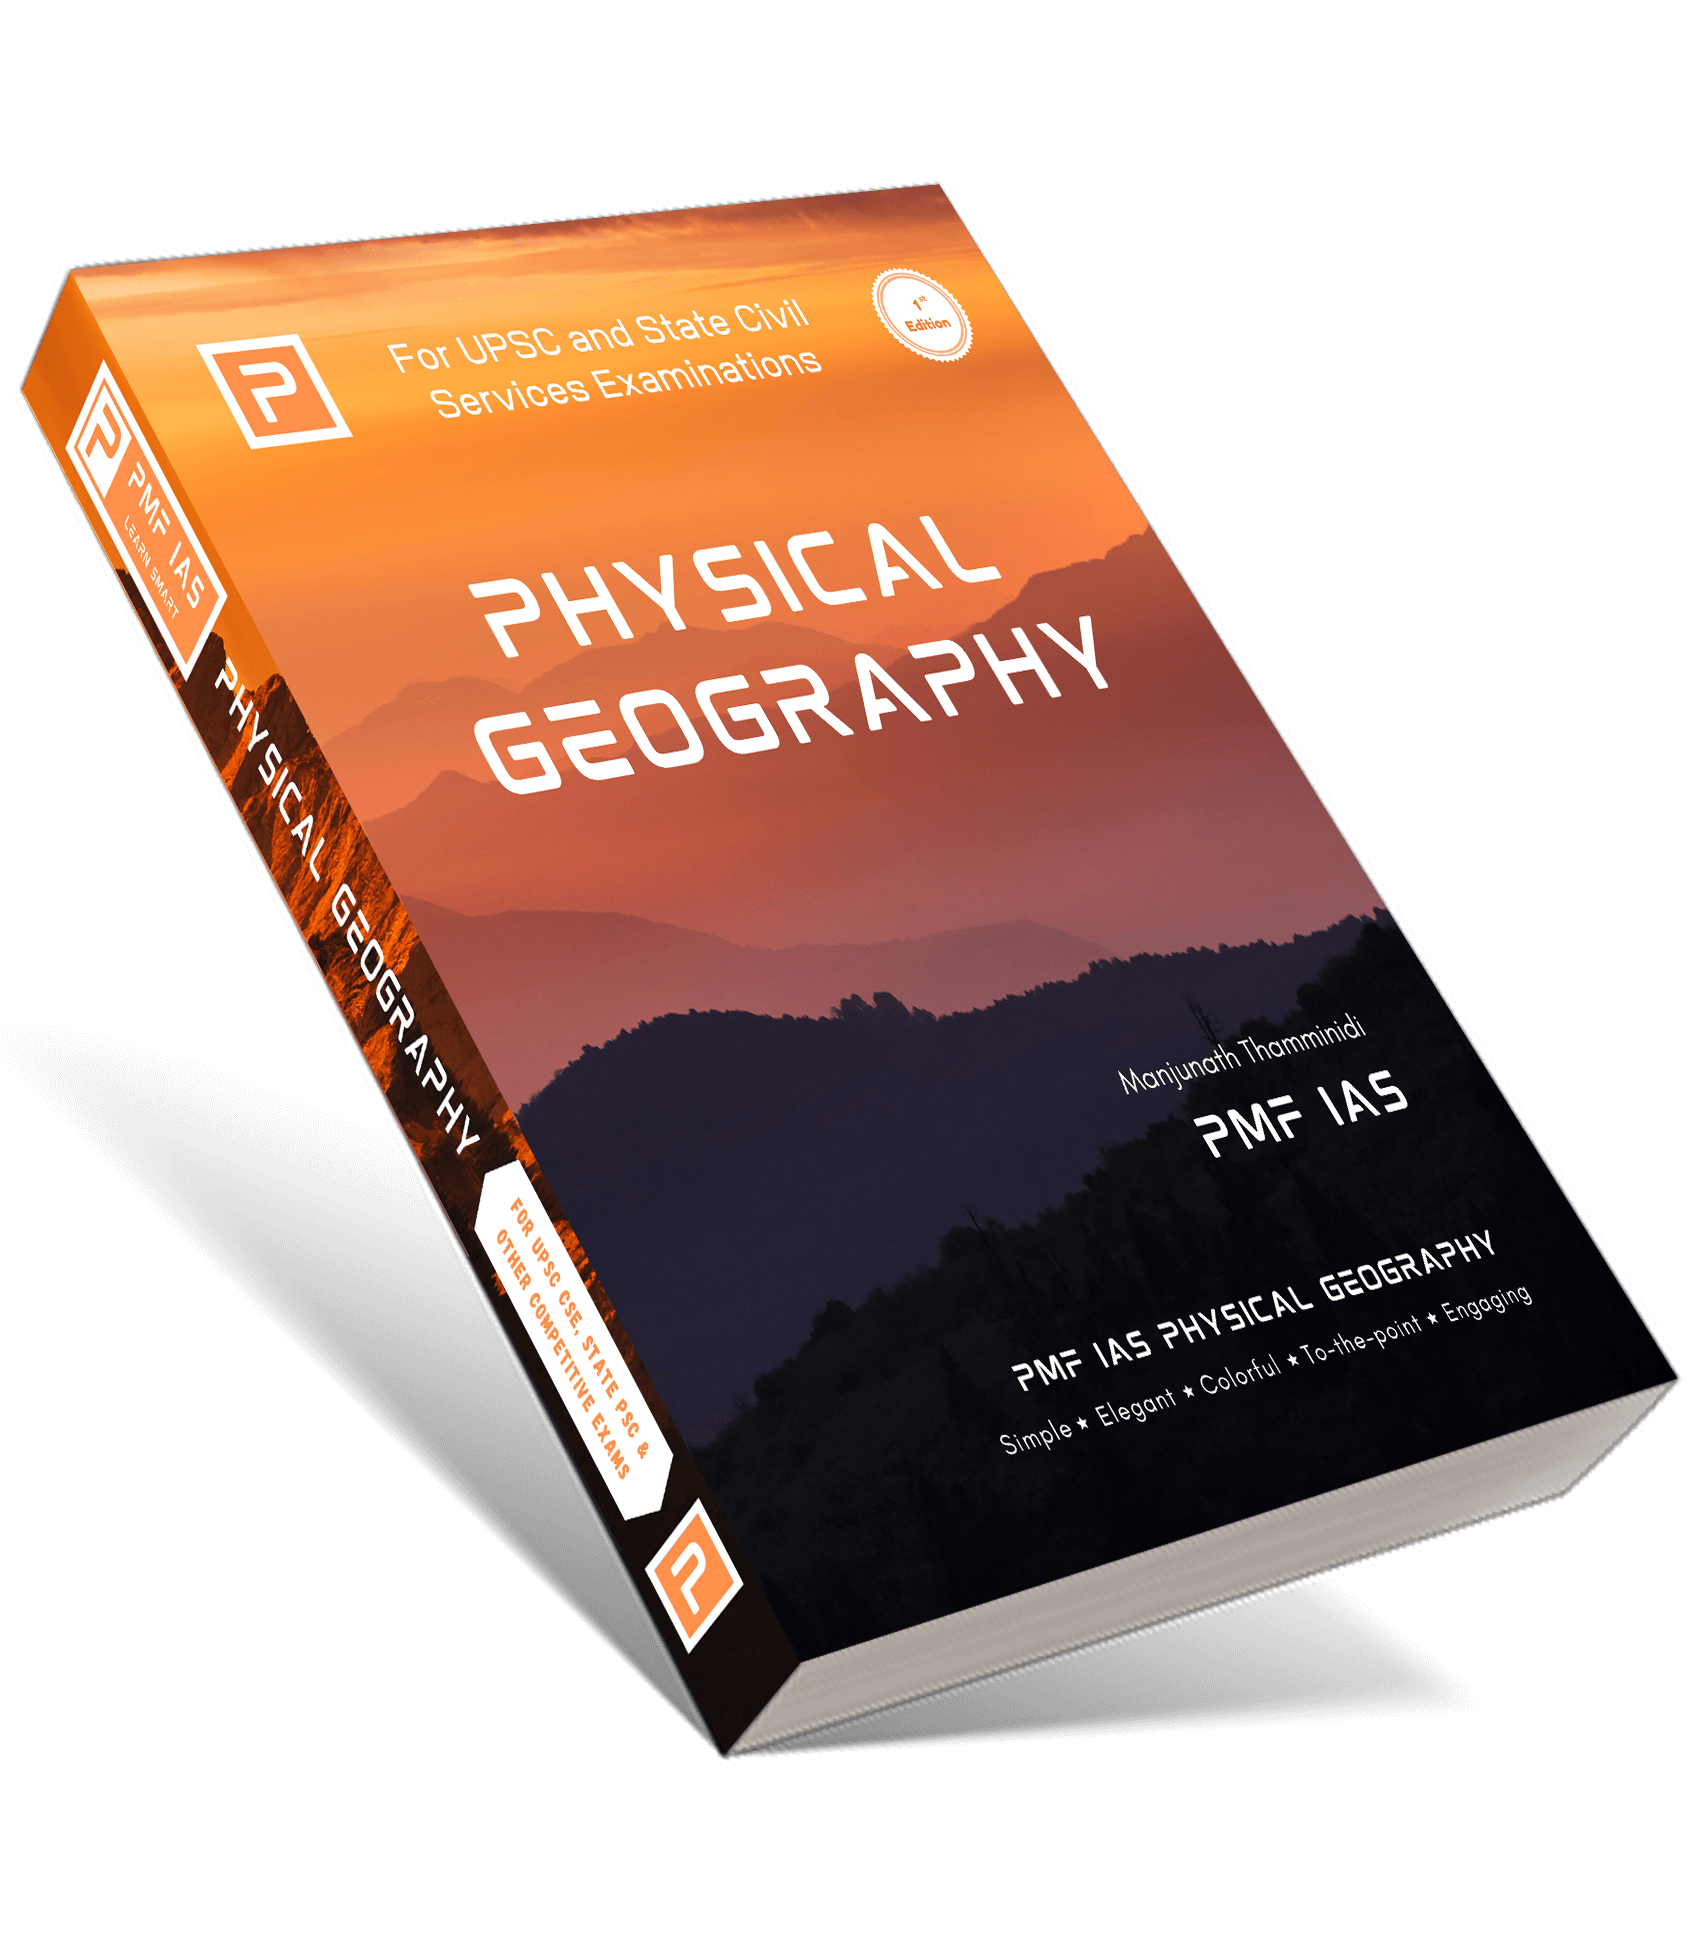 P
For UPSC and State Civil
Services Examinations
1st
Edition
PHYSICAL
GEOGRAPHY
Manjunath Thamminidi
PMF IAS
PMF IAS PHYSICAL GEOGRAPHY
Simple ★ Elegant ★ Colorful ★ To-the-point ★ Engaging
P
PMF IAS
LEARN SMART
PHYSICAL GEOGRAPHY
FOR UPSC CSE, STATE PSC &
OTHER COMPETITIVE EXAMS
P